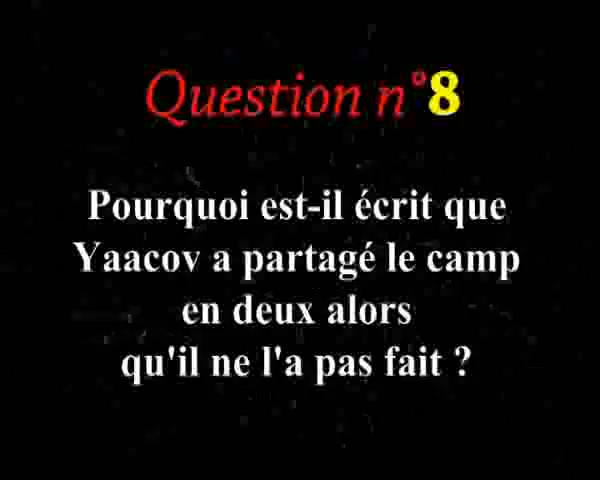 Question n°8
Pourquoi est-il écrit que
Yaacov a partagé le camp
en deux alors
qu'il ne l'a pas fait ?